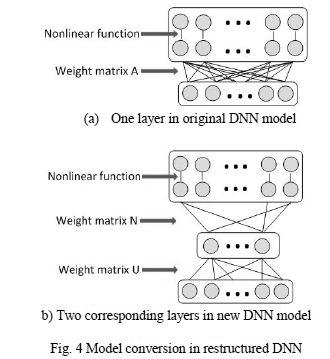 Nonlinear function
Weight matrix A
(a) One layer in original DNN model
Nonlinear function
Weight matrix N
Weight matrix U
b) Two corresponding layers in new DNN model
Fig. 4 Model conversion in restructured DNN